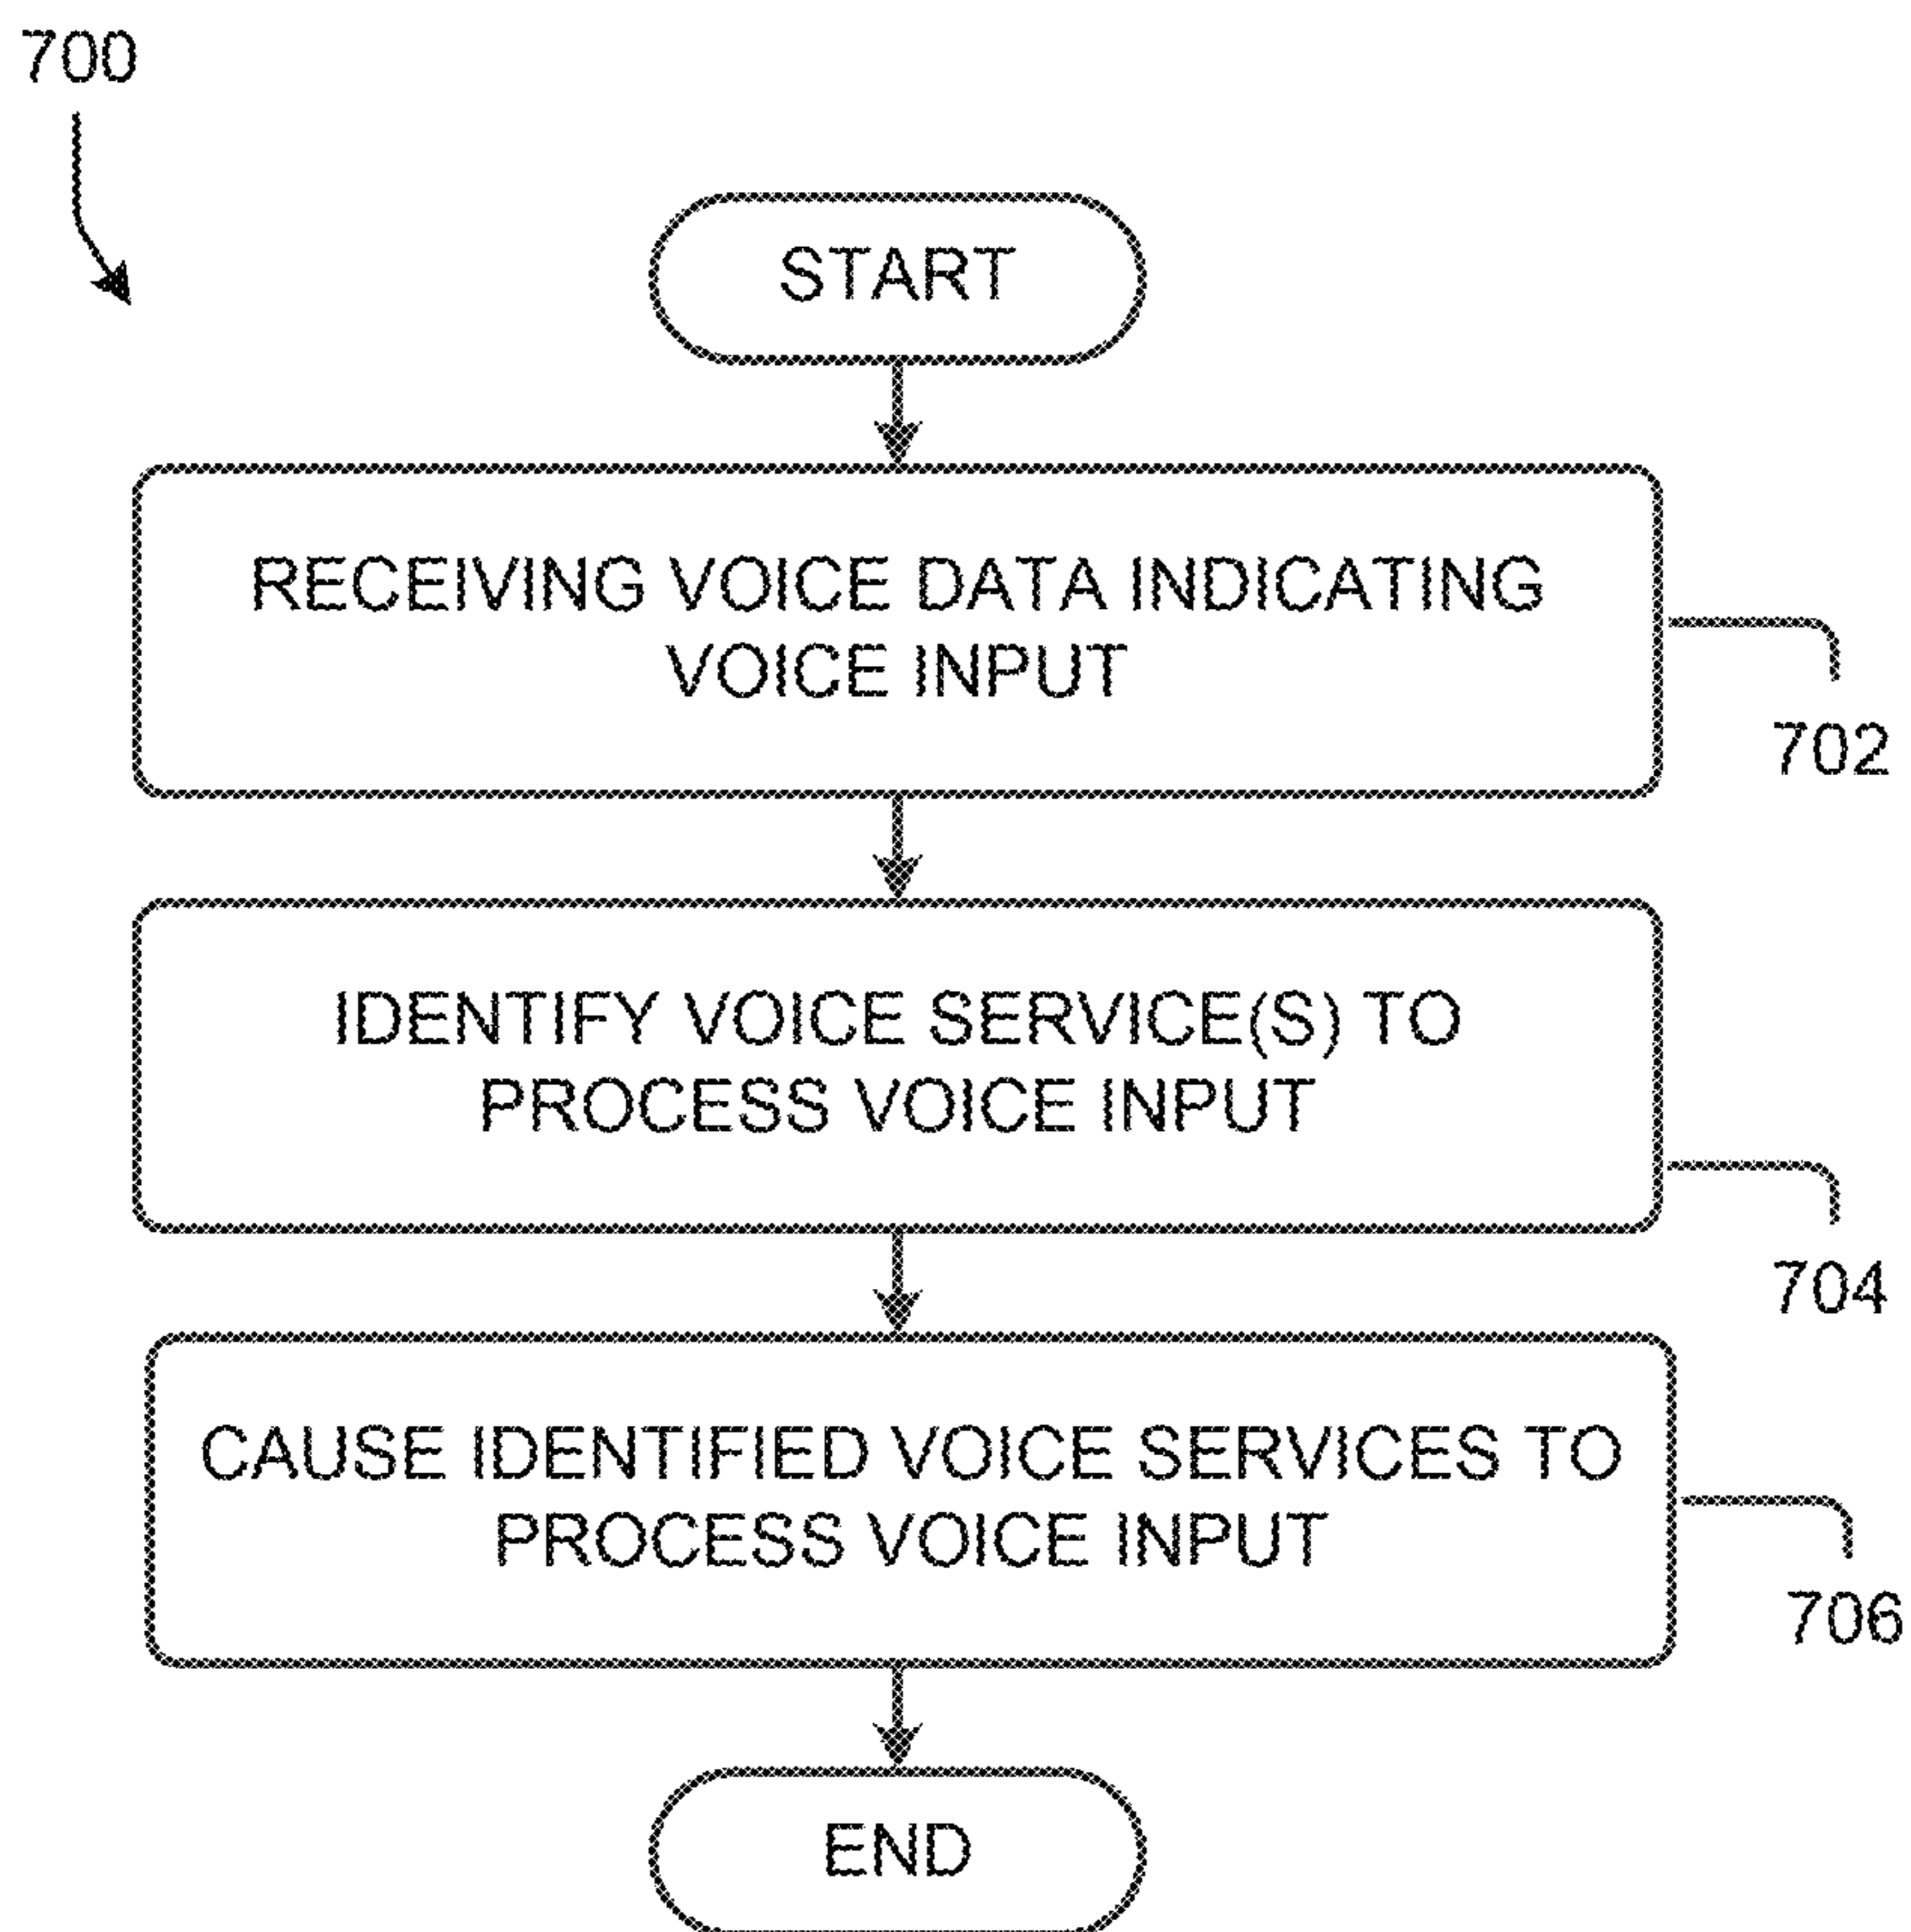 700
START
RECEIVING VOICE DATA INDICATING
VOICE INPUT
702
IDENTIFY VOICE SERVICE(S) TO
PROCESS VOICE INPUT
704
CAUSE IDENTIFIED VOICE SERVICES TO
PROCESS VOICE INPUT
706
END